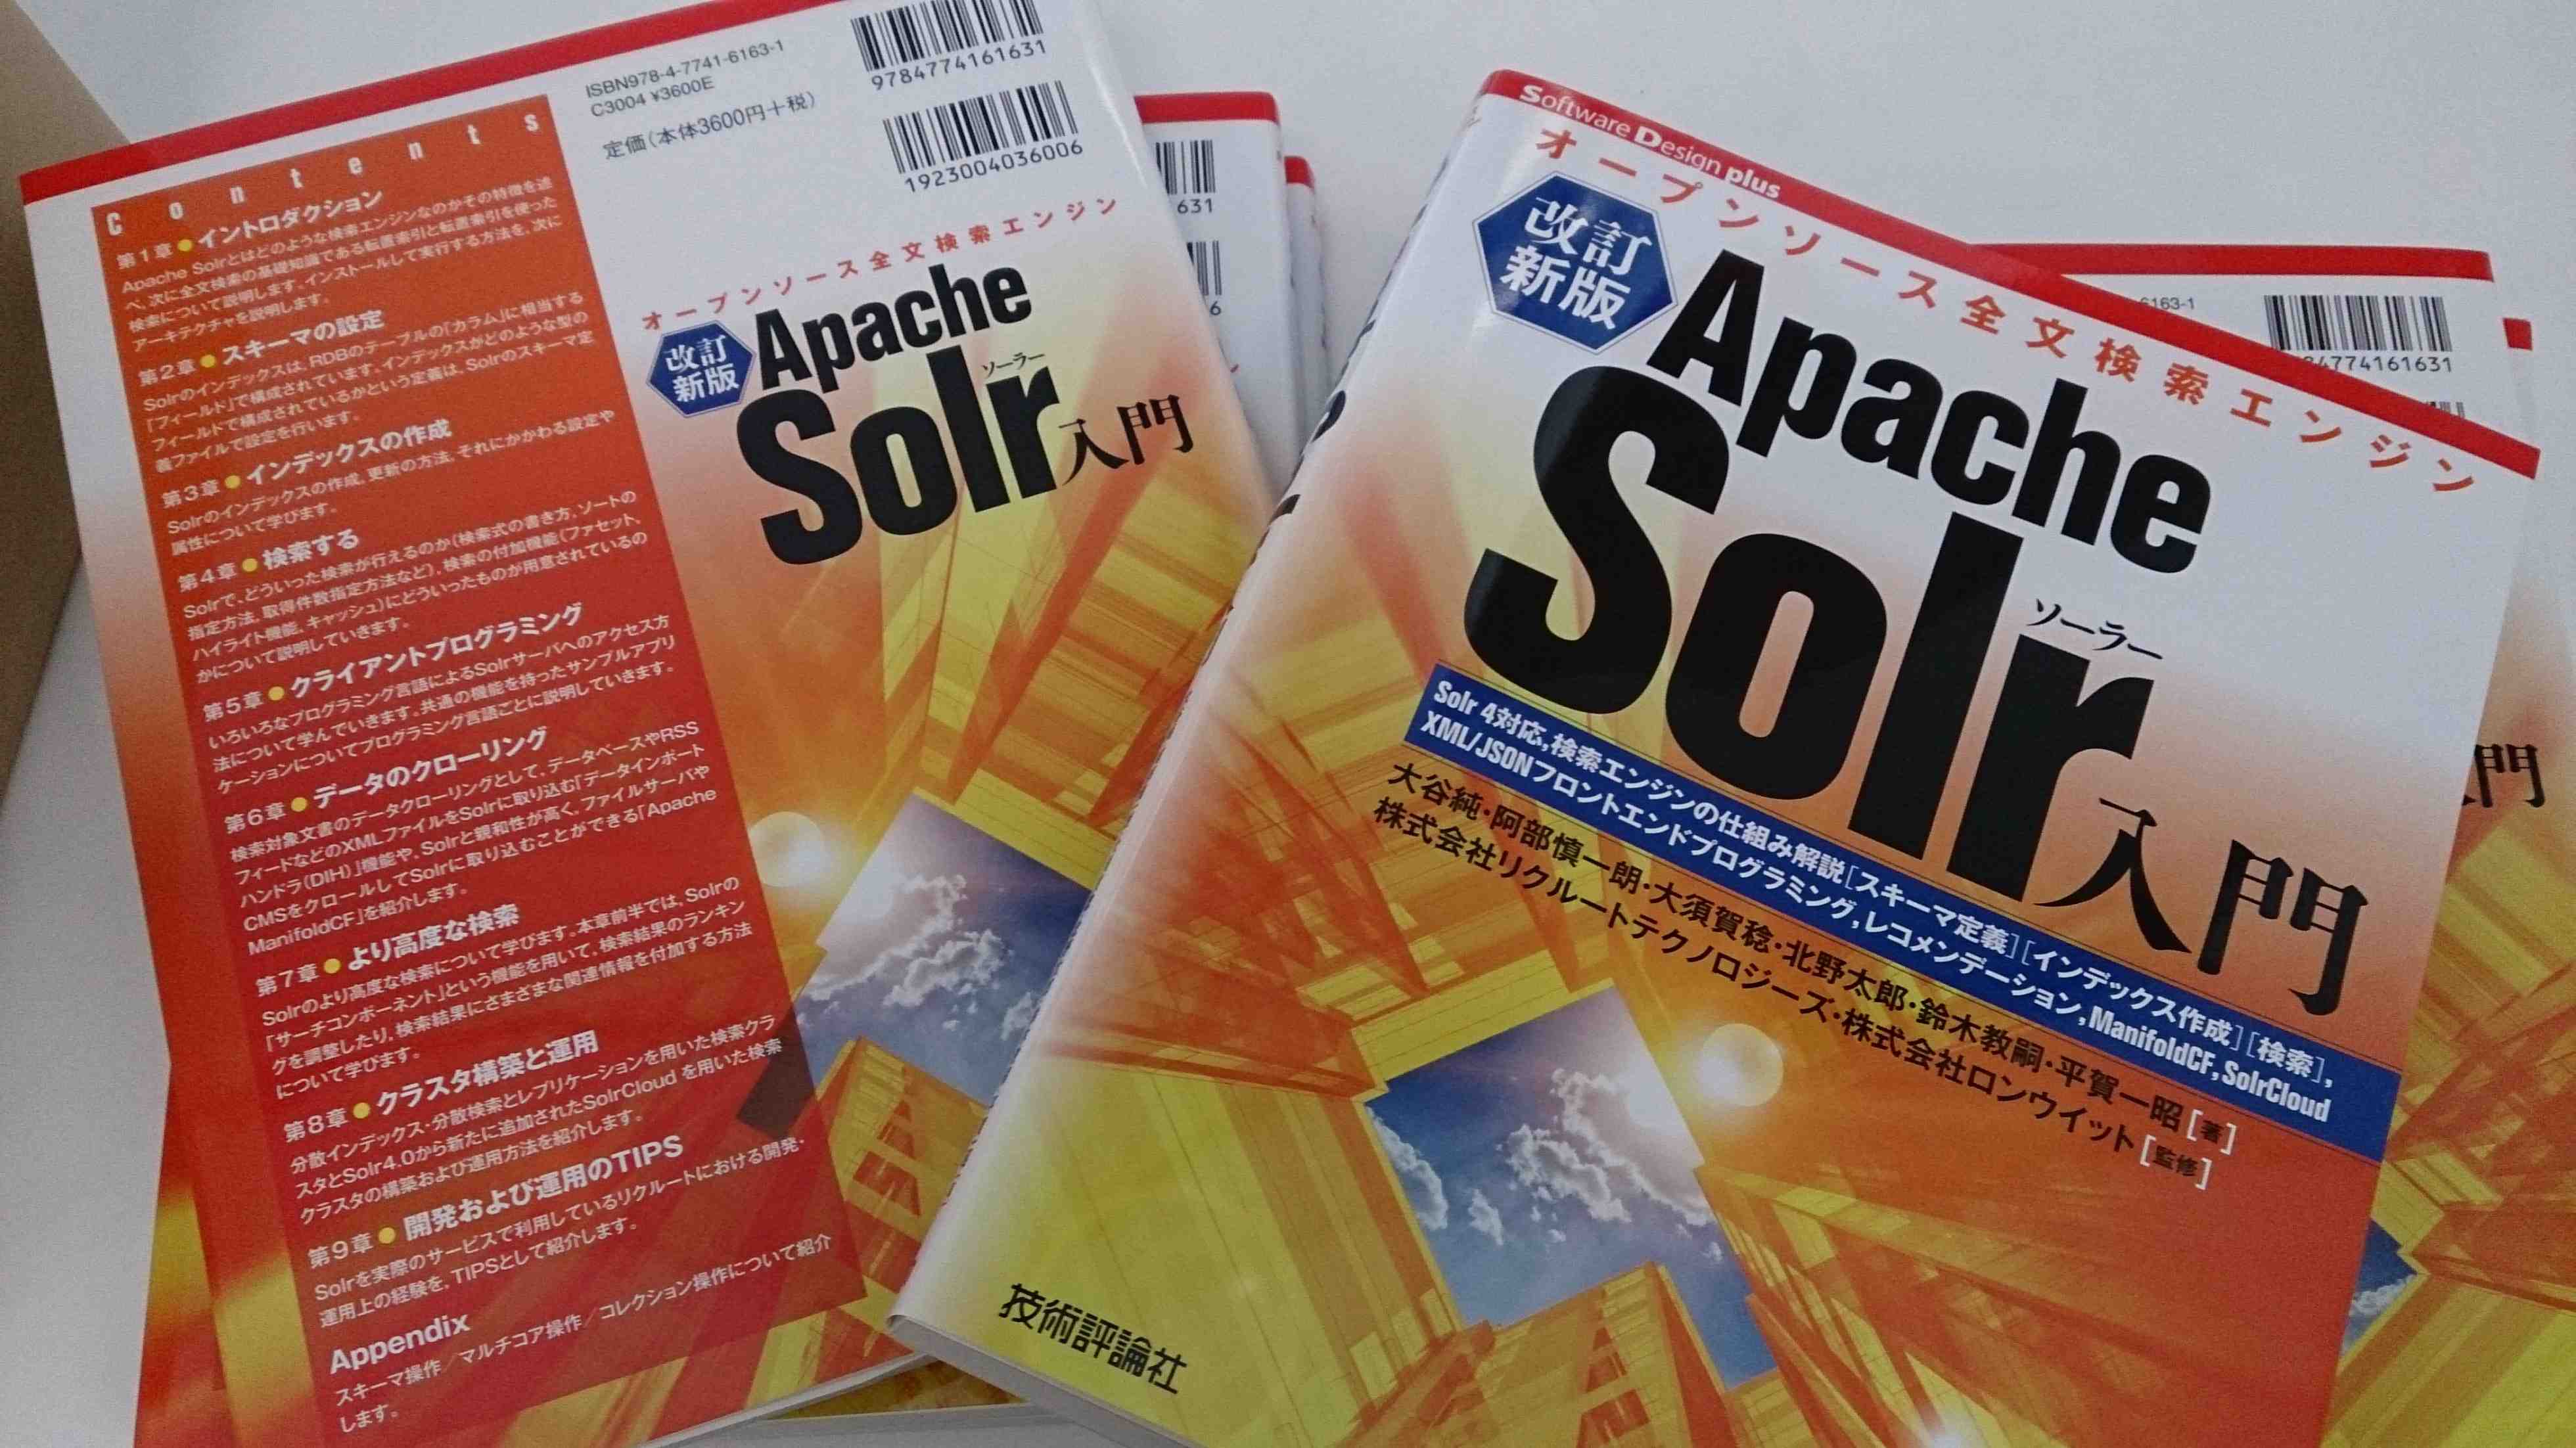 ISBN978-4-7741-6163-1
C3004 ¥3600E
定価(本体3600円+税)
9784774161631
1923004036006
Contents
第1章●イントロダクション
Apache Solrとはどのような検索エンジンなのかその特徴を述
べ、次に全文検索の基礎知識である転置索引と転置索引を使った
検索について説明します。インストールして実行する方法を、次に
アーキテクチャを説明します。
第2章●スキーマの設定
Solrのインデックスは、RDBのテーブルの「カラム」に相当する
「フィールド」で構成されています。インデックスがどのような型の
フィールドで構成されているかという定義は、Solrのスキーマ定
義ファイルで設定を行います。
第3章●インデックスの作成
Solrのインデックスの作成、更新の方法、それにかかわる設定や
属性について学びます。
第4章●検索する
Solrで、どういった検索が行えるのか(検索式の書き方、ソートの
指定方法、取得件数指定方法など)、検索の付加機能(ファセット、
ハイライト機能、キャッシュ)にどういったものが用意されているの
かについて説明していきます。
第5章●クライアントプログラミング
いろいろなプログラミング言語によるSolrサーバへのアクセス方
法について学んでいきます。共通の機能を持ったサンプルアプリ
ケーションについてプログラミング言語ごとに説明していきます。
第6章●データのクローリング
検索対象文書のデータクローリングとして、データベースやRSS
フィードなどのXMLファイルをSolrに取り込む「データインポート
ハンドラ(DIH)」機能や、Solrと親和性が高く、ファイルサーバや
CMSをクロールしてSolrに取り込むことができる「Apache
ManifoldCF」を紹介します。
第7章●より高度な検索
Solrのより高度な検索について学びます。本章前半では、Solrの
「サーチコンポーネント」という機能を用いて、検索結果のランキン
グを調整したり、検索結果にさまざまな関連情報を付加する方法
について学びます。
第8章●クラスタ構築と運用
分散インデックス・分散検索とレプリケーションを用いた検索クラ
スタとSolr4.0から新たに追加されたSolrCloud を用いた検索
クラスタの構築および運用方法を紹介します。
第9章●開発および運用のTIPS
Solrを実際のサービスで利用しているリクルートにおける開発・
運用上の経験を、TIPSとして紹介します。
Appendix
スキーマ操作/マルチコア操作/コレクション操作について紹介
します。
オープンソース全文検索エンジン
改訂
新版
Apache
Solr入門
ソーラー
631
6
Software Design plus
オープンソース全文検索エンジン
改訂
新版
Apache
Solr入門
ソーラー
Solr 4対応,検索エンジンの仕組み解説[スキーマ定義][インデックス作成][検索],
XML/JSONフロントエンドプログラミング,レコメンデーション,ManifoldCF,SolrCloud
大谷純・阿部慎一朗・大須賀稔・北野太郎・鈴木教嗣・平賀一昭[著]
株式会社リクルートテクノロジーズ・株式会社ロンウイット[監修]
技術評論社
6163-1
84774161631
門